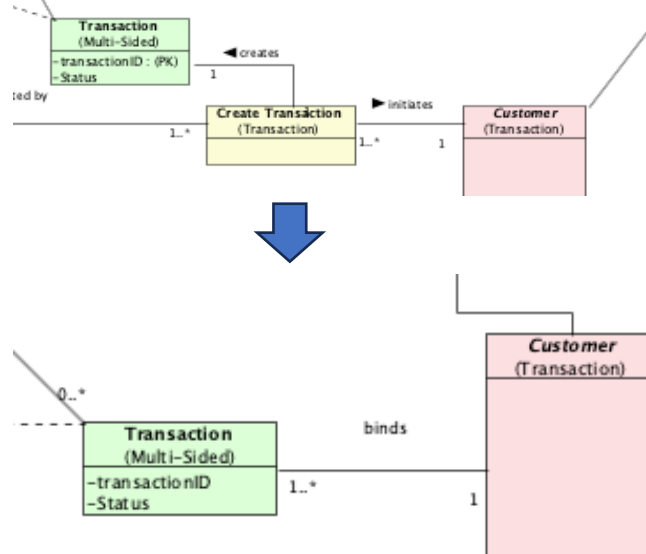 Transaction
(Multi-Sided)
-transactionID : (PK)
-Status
creates
1
ted by
1..*
Create Transaction
(Transaction)
initiates
1..*
1
Customer
(Transaction)
0..*
Transaction
(Multi-Sided)
-transactionID
-Status
binds
1..*
1
Customer
(Transaction)